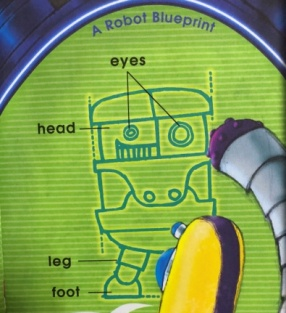 A Robot Blueprint
eyes
head
leg
foot